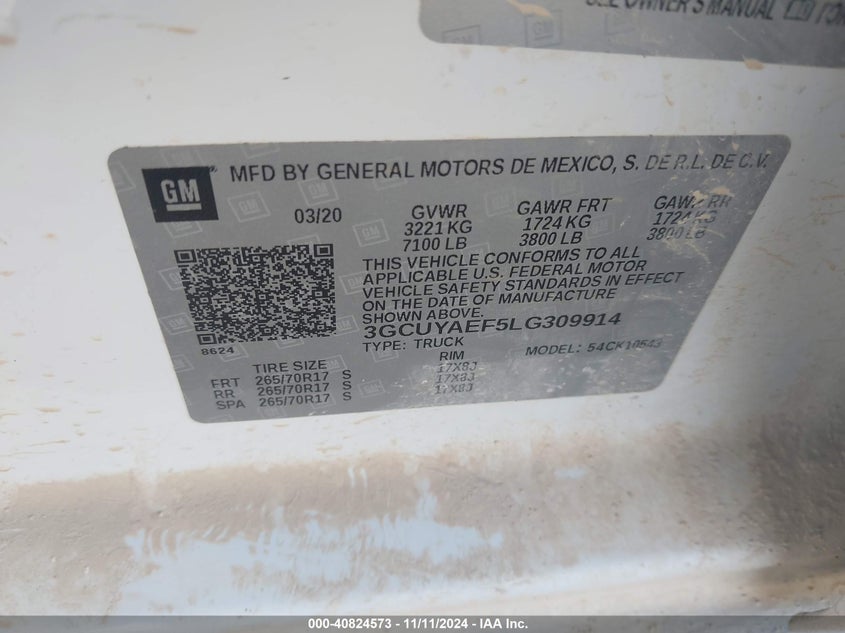 SEE OWNER'S MANUAL FOR
GM
MFD BY GENERAL MOTORS DE MEXICO, S. DE R.L. DE C.V.
03/20
GVWR GAWR FRT GAWR RR
3221 KG 1724 KG 1724 KG
7100 LB 3800 LB 3800 LB
THIS VEHICLE CONFORMS TO ALL
APPLICABLE U.S. FEDERAL MOTOR
VEHICLE SAFETY STANDARDS IN EFFECT
ON THE DATE OF MANUFACTURE
SHOWN ABOVE.
3GCUYAEF5LG309914
TYPE: TRUCK MODEL: 54CK10543
8624
TIRE SIZE RIM
FRT 265/70R17 S 17X8J
RR 265/70R17 S 17X8J
SPA 265/70R17 S 17X8J
000-40824573 - 11/11/2024 - IAA Inc.